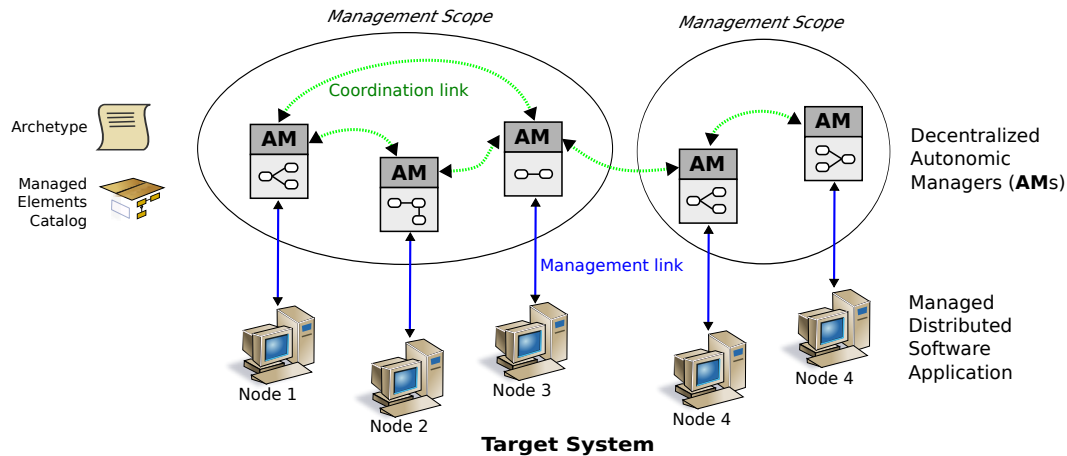 Management Scope
Management Scope
Coordination link
Archetype
AM
AM
AM
AM
AM
Decentralized
Autonomic
Managers (AMs)
Managed
Elements
Catalog
Management link
Managed
Distributed
Software
Application
Node 1
Node 2
Node 3
Node 4
Node 4
Target System